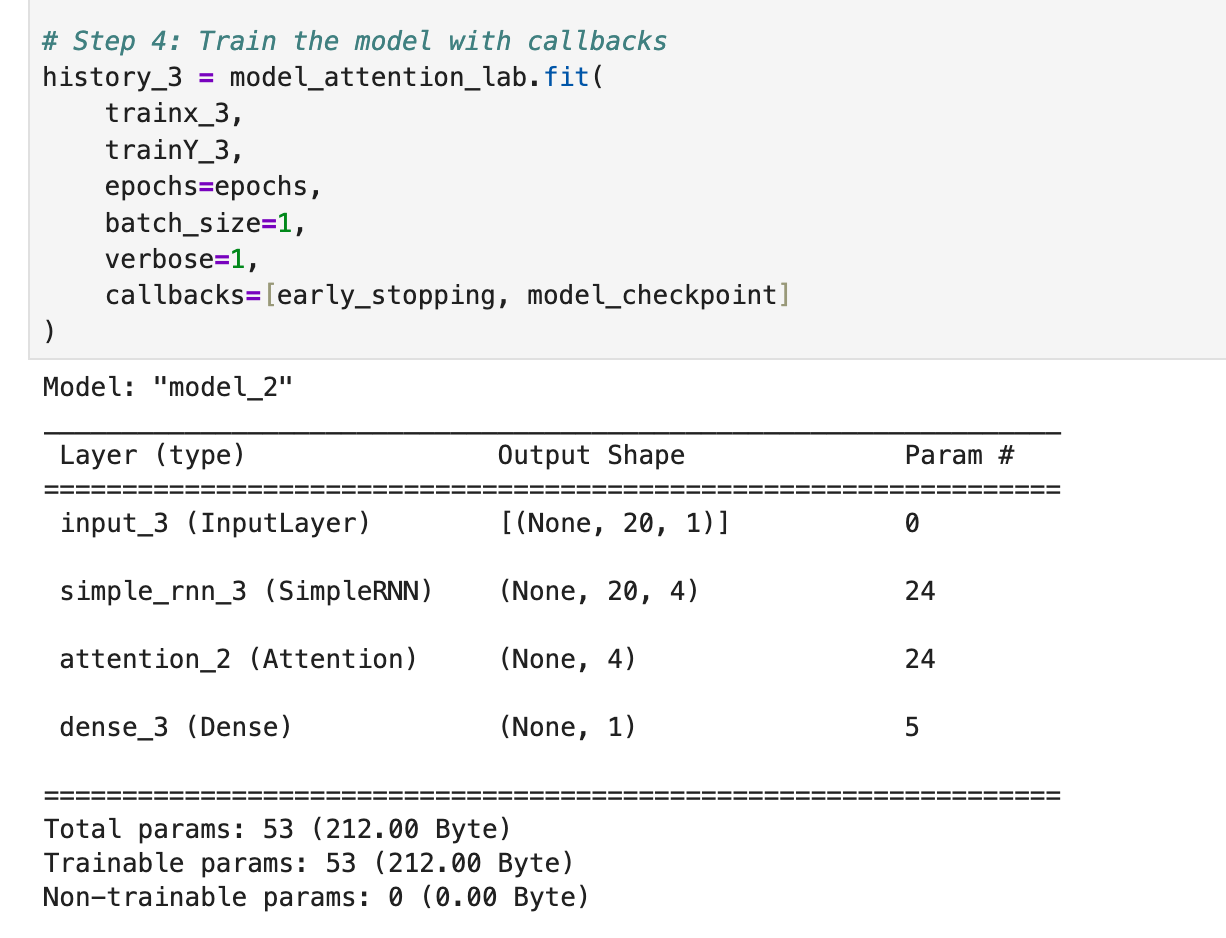 # Step 4: Train the model with callbacks
history_3 = model_attention_lab.fit(
    trainx_3,
    trainY_3,
    epochs=epochs,
    batch_size=1,
    verbose=1,
    callbacks=[early_stopping, model_checkpoint]
)
Model: "model_2"
_________________________________________________________________
 Layer (type)                Output Shape              Param #
=================================================================
 input_3 (InputLayer)        [(None, 20, 1)]           0
 simple_rnn_3 (SimpleRNN)    (None, 20, 4)             24
 attention_2 (Attention)     (None, 4)                 24
 dense_3 (Dense)             (None, 1)                 5
=================================================================
Total params: 53 (212.00 Byte)
Trainable params: 53 (212.00 Byte)
Non-trainable params: 0 (0.00 Byte)